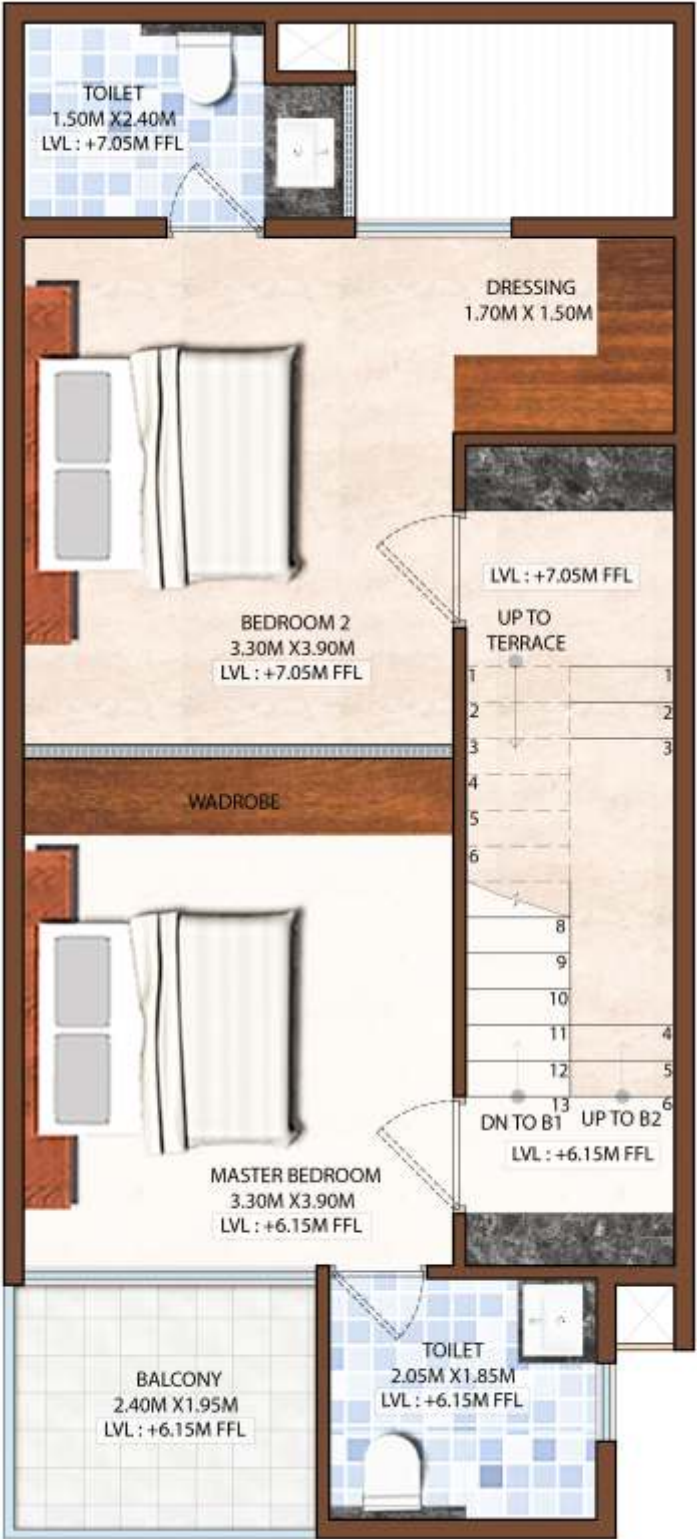 TOILET
1.50M X2.40M
LVL : +7.05M FFL
DRESSING
1.70M X 1.50M
LVL : +7.05M FFL
UP TO
TERRACE
BEDROOM 2
3.30M X3.90M
LVL : +7.05M FFL
1
1
2
2
3
3
4
5
6
WADROBE
8
9
10
11
4
12
5
13
6
DN TO B1
UP TO B2
LVL : +6.15M FFL
MASTER BEDROOM
3.30M X3.90M
LVL : +6.15M FFL
TOILET
2.05M X1.85M
LVL : +6.15M FFL
BALCONY
2.40M X1.95M
LVL : +6.15M FFL